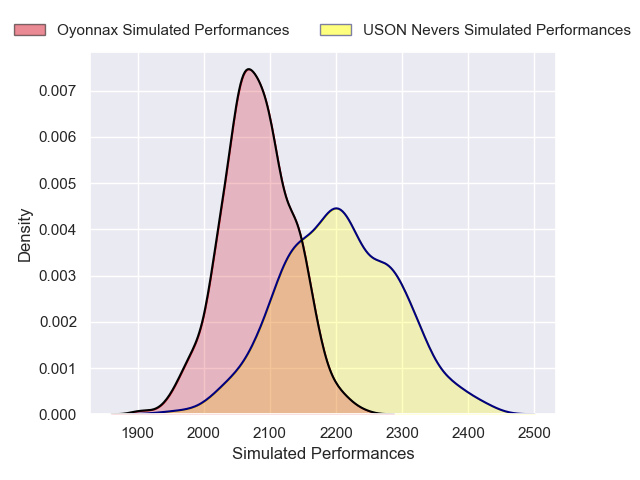 Oyonnax Simulated Performances USON Nevers Simulated Performances
0.007
0.006
0.005
0.004
0.003
0.002
0.001
0.000
Density
1900 2000 2100 2200 2300 2400 2500
Simulated Performances